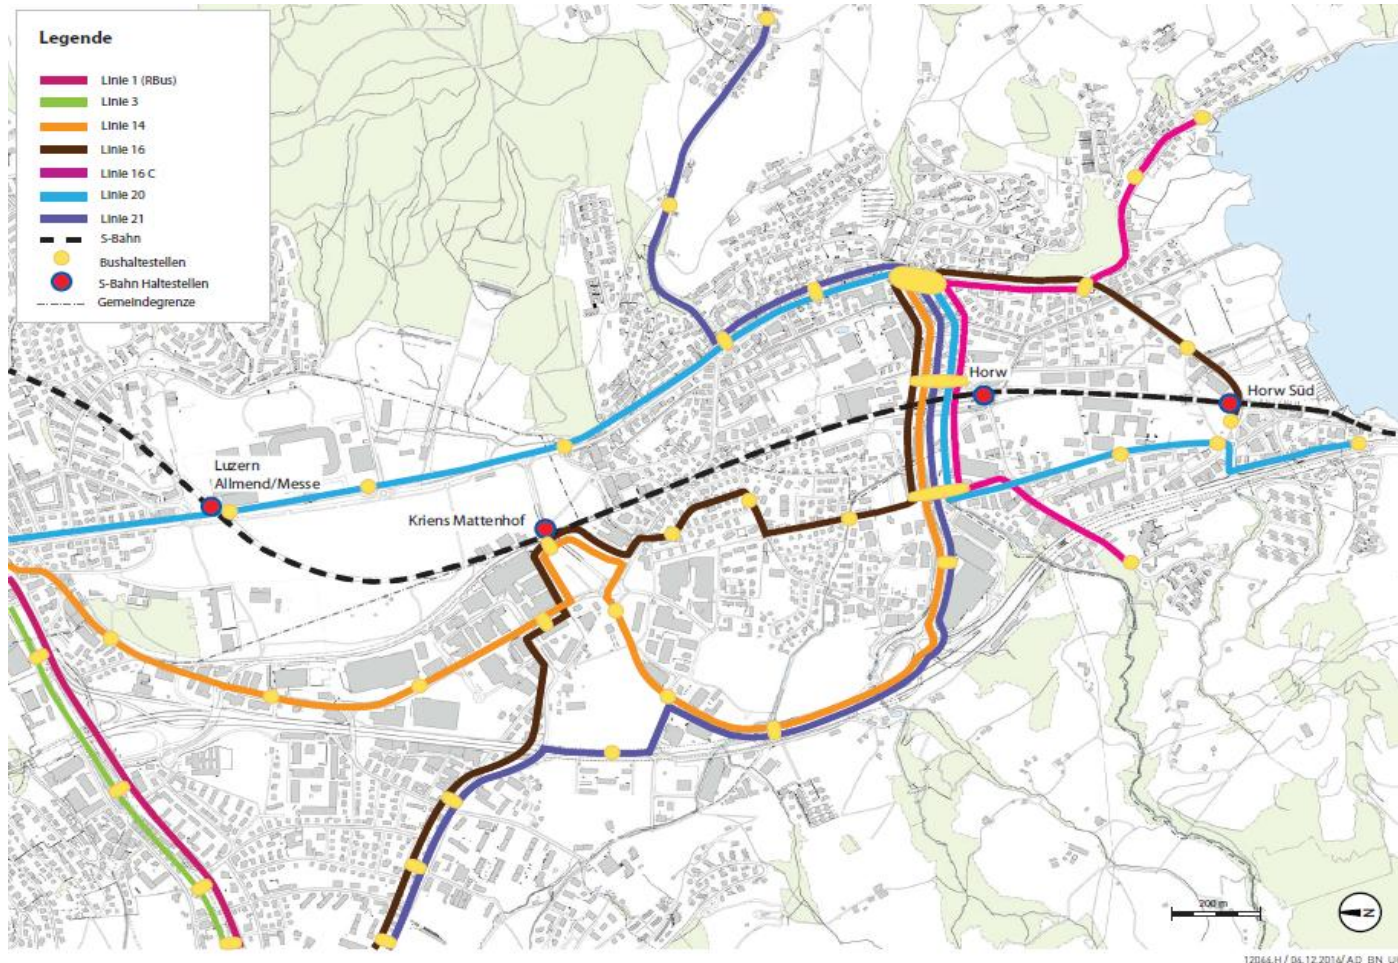 Legende
Linie 1 (RBus)
Linie 3
Linie 14
Linie 16
Linie 16 C
Linie 20
Linie 21
S-Bahn
Bushaltestellen
S-Bahn Haltestellen
Gemeindegrenze
Horw
Horw Süd
Luzern
Allmend/Messe
Kriens Mattenhof
200 m
N